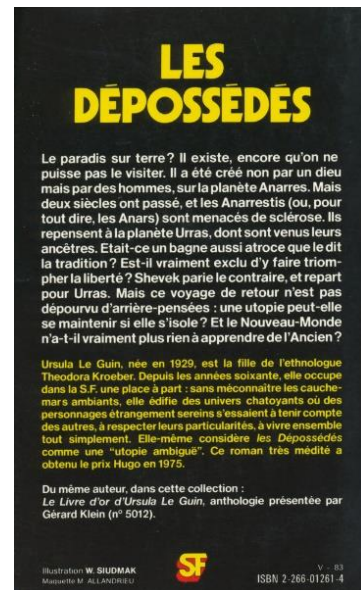 LES
DÉPOSSÉDÉS
Le paradis sur terre ? Il existe, encore qu'on ne
puisse pas le visiter. Il a été créé non par un dieu
mais par des hommes, sur la planète Anarres. Mais
deux siècles ont passé, et les Anarrestis (ou, pour
tout dire, les Anars) sont menacés de sclérose. Ils
repensent à la planète Urras, dont sont venus leurs
ancêtres. Etait-ce un bagne aussi atroce que le dit
la tradition ? Est-il vraiment exclu d'y faire triom-
pher la liberté ? Shevek parie le contraire, et repart
pour Urras. Mais ce voyage de retour n'est pas
dépourvu d'arrière-pensées : une utopie peut-elle
se maintenir si elle s'isole ? Et le Nouveau-Monde
n'a-t-il vraiment plus rien à apprendre de l'Ancien ?
Ursula Le Guin, née en 1929, est la fille de l'ethnologue
Theodora Kroeber. Depuis les années soixante, elle occupe
dans la S.F. une place à part : sans méconnaître les cauche-
mars ambiants, elle édifie des univers chatoyants où des
personnages étrangement sereins s'essaient à tenir compte
des autres, à respecter leurs particularités, à vivre ensemble
tout simplement. Elle-même considère les Dépossédés
comme une "utopie ambiguë". Ce roman très médité a
obtenu le prix Hugo en 1975.
Du même auteur, dans cette collection :
Le Livre d'or d'Ursula Le Guin, anthologie présentée par
Gérard Klein (n° 5012).
Illustration W. SIUDMAK
Maquette M. ALLANDRIEU
SF
V - 83
ISBN 2-266-01261-4